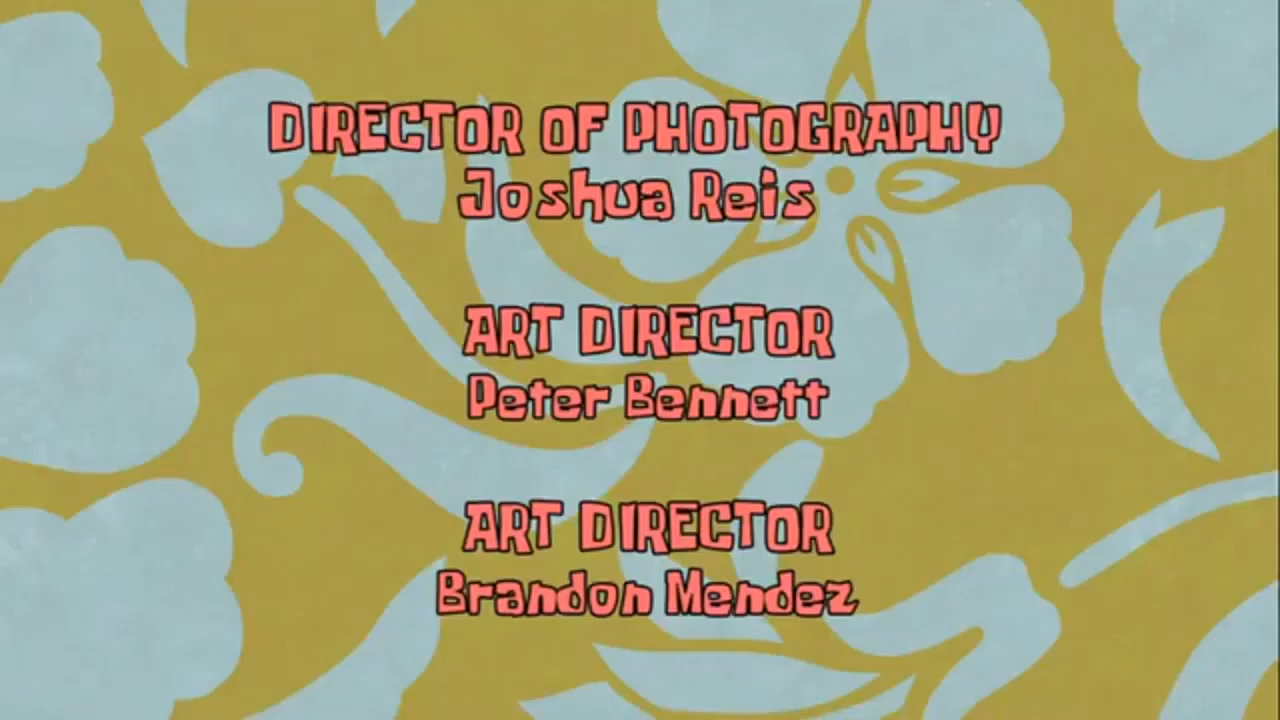 DIRECTOR OF PHOTOGRAPHY
Joshua Reis
ART DIRECTOR
Peter Bennett
ART DIRECTOR
Brandon Mendez